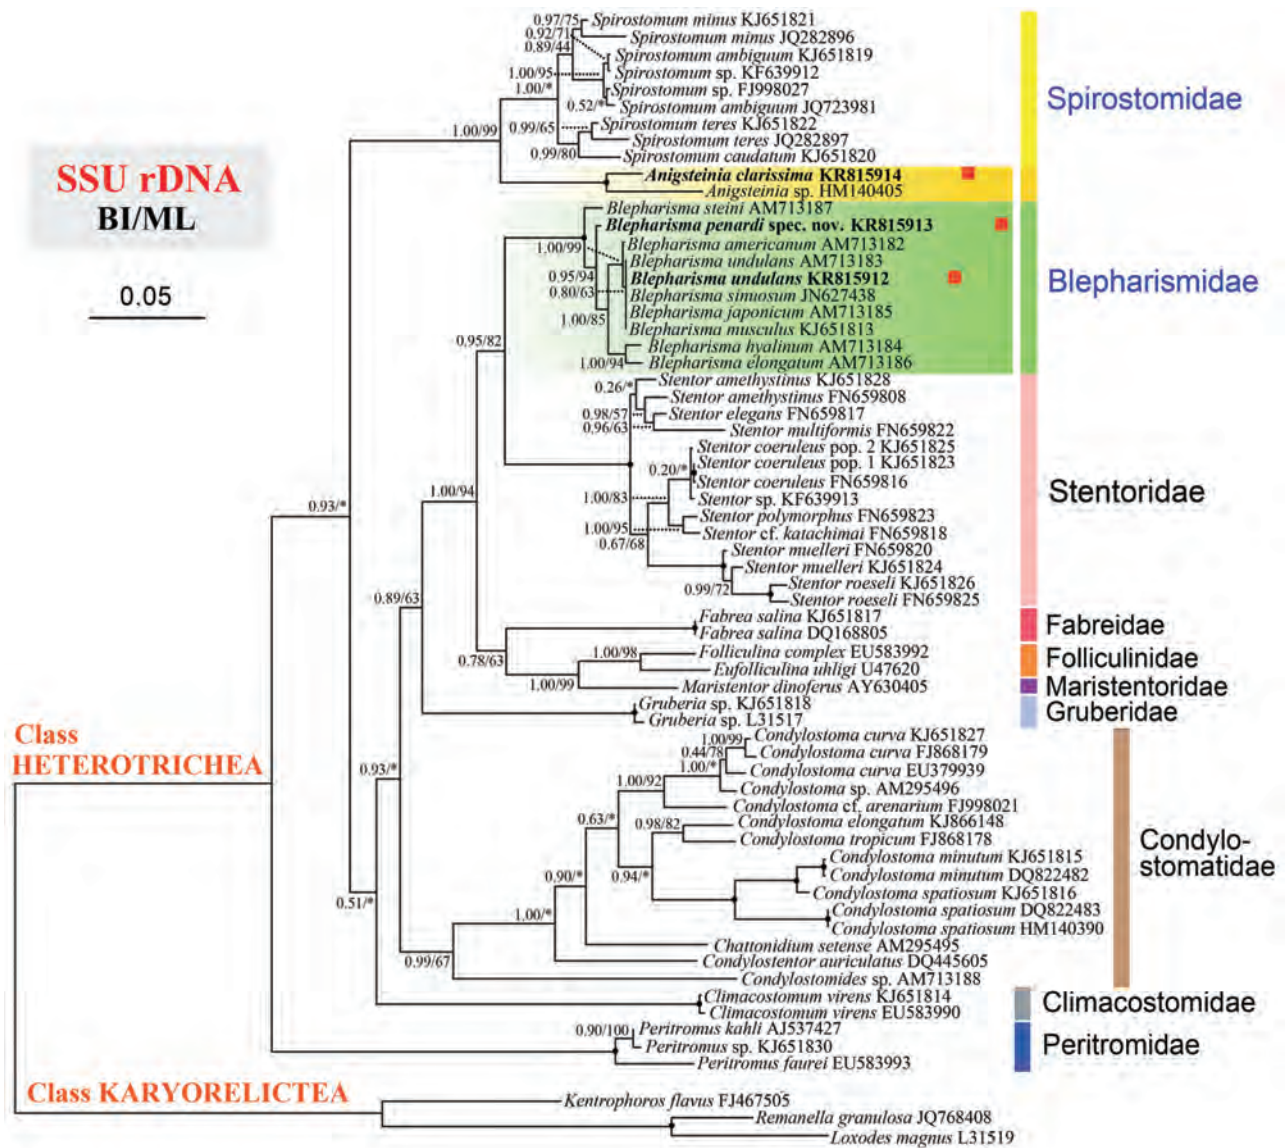 0.97/75
Spirostomum minus KJ651821
0.92/71
Spirostomum minus JQ282896
0.89/44
Spirostomum ambiguum KJ651819
1.00/95
Spirostomum sp. KF639912
1.00/*
Spirostomum sp. FJ998027
0.52/*
Spirostomum ambiguum JQ723981
Spirostomidae
0.99/65
Spirostomum teres KJ651822
1.00/99
Spirostomum teres JQ282897
0.99/80
Spirostomum caudatum KJ651820
SSU rDNA
BI/ML
0.05
Anigsteinia clarissima KR815914
Anigsteinia sp. HM140405
Blepharisma steini AM713187
Blepharisma penardi spec. nov. KR815913
1.00/99
Blepharisma americanum AM713182
Blepharisma undulans AM713183
0.95/94
Blepharisma undulans KR815912
Blepharismidae
0.80/63
Blepharisma sinuosum JN627438
Blepharisma japonicum AM713185
1.00/85
Blepharisma musculus KJ651813
0.95/82
Blepharisma hyalinum AM713184
1.00/94
Blepharisma elongatum AM713186
Stentor amethystinus KJ651828
0.26/*
Stentor amethystinus FN659808
0.98/57
Stentor elegans FN659817
0.96/63
Stentor multiformis FN659822
Stentor coeruleus pop. 2 KJ651825
Stentor coeruleus pop. 1 KJ651823
0.20/*
Stentor coeruleus FN659816
1.00/83
Stentor sp. KF639913
Stentoridae
1.00/94
0.93/*
Stentor polymorphus FN659823
1.00/95
Stentor cf. katachimai FN659818
0.67/68
Stentor muelleri FN659820
Stentor muelleri KJ651824
0.99/72
Stentor roeseli KJ651826
Stentor roeseli FN659825
0.89/63
Fabrea salina KJ651817
Fabrea salina DQ168805
Fabreidae
0.78/63
1.00/98
Folliculina complex EU583992
Eufolliculina uhligi U47620
Folliculinidae
1.00/99
Maristentor dinoferus AY630405
Maristentoridae
Gruberia sp. KJ651818
Gruberia sp. L31517
Gruberidae
Class
HETEROTRICHEA
1.00/99
Condylostoma curva KJ651827
0.44/78
Condylostoma curva FJ868179
1.00/*
Condylostoma curva EU379939
0.93/*
1.00/92
Condylostoma sp. AM295496
Condylostoma cf. arenarium FJ998021
0.63/*
0.98/82
Condylostoma elongatum KJ866148
Condylostoma tropicum FJ868178
Condylo-
stomatidae
Condylostoma minutum KJ651815
0.90/*
0.94/*
Condylostoma minutum DQ822482
Condylostoma spatiosum KJ651816
0.51/*
1.00/*
Condylostoma spatiosum DQ822483
Condylostoma spatiosum HM140390
Chattonidium setense AM295495
0.99/67
Condylostentor auriculatus DQ445605
Condylostomides sp. AM713188
Climacostomum virens KJ651814
Climacostomum virens EU583990
Climacostomidae
0.90/100
Peritromus kahli AJ537427
Peritromus sp. KJ651830
Peritromus faurei EU583993
Peritromidae
Class KARYORELICTEA
Kentrophoros flavus FJ467505
Remanella granulosa JQ768408
Loxodes magnus L31519